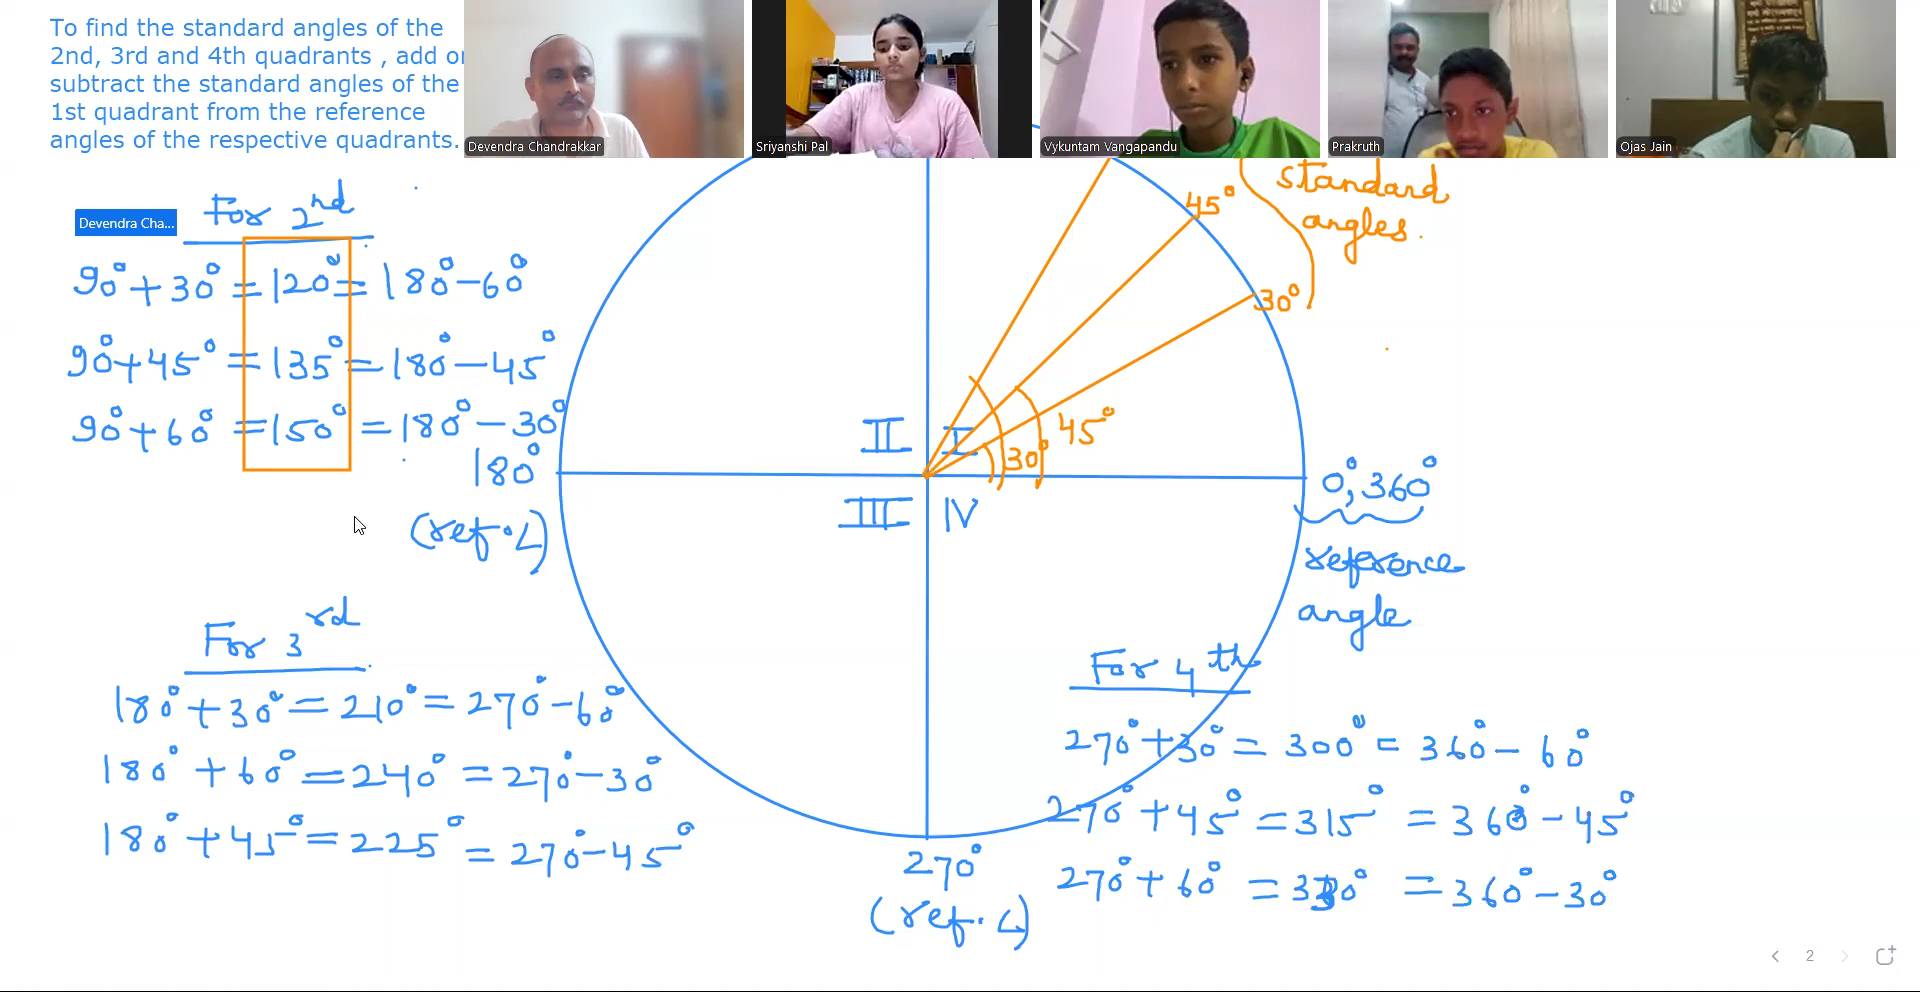 To find the standard angles of the
2nd, 3rd and 4th quadrants , add or
subtract the standard angles of the
1st quadrant from the reference
angles of the respective quadrants.
Devendra Chandrakkar
Sriyanshi Pal
Vykuntam Vangapandu
Prakruth
Ojas Jain
Devendra Cha...
For 2nd
90° + 30° = 120° = 180° - 60°
90° + 45° = 135° = 180° - 45°
90° + 60° = 150° = 180° - 30°
180°
(ref. ∠)
standard
angles.
45°
30°
45°
30°
II
I
III
IV
0°, 360°
reference
angle
For 3rd
180° + 30° = 210° = 270° - 60°
180° + 60° = 240° = 270° - 30°
180° + 45° = 225° = 270° - 45°
270°
(ref. ∠)
For 4th
270° + 30° = 300° = 360° - 60°
270° + 45° = 315° = 360° - 45°
270° + 60° = 330° = 360° - 30°
2